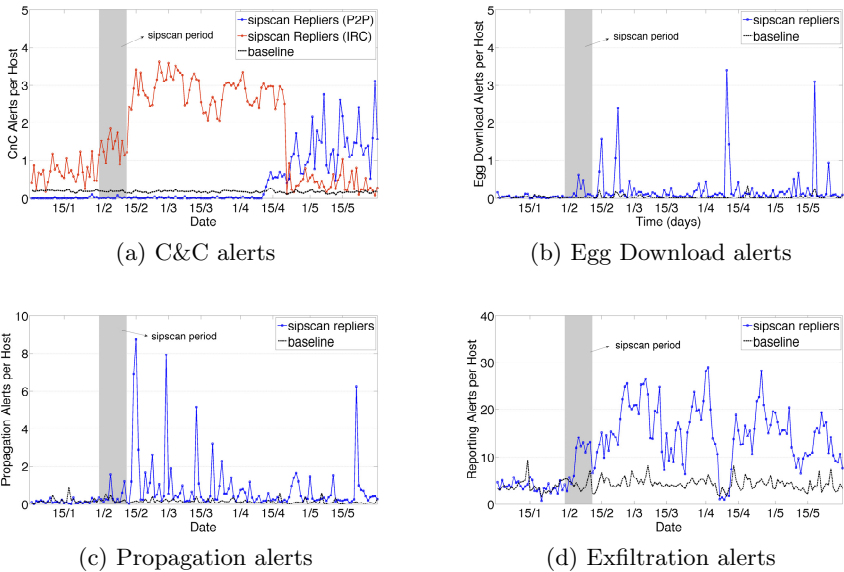 5
4
3
2
1
0
CnC Alerts per Host
sipscan Repliers (P2P)
sipscan Repliers (IRC)
baseline
sipscan period
15/1 1/2 15/2 1/3 15/3 1/4 15/4 1/5 15/5
Date
(a) C&C alerts
5
4
3
2
1
0
Egg Download Alerts per Host
sipscan repliers
baseline
sipscan period
15/1 1/2 15/2 1/3 15/3 1/4 15/4 1/5 15/5
Time (days)
(b) Egg Download alerts
10
8
6
4
2
0
Propagation Alerts per Host
sipscan repliers
baseline
sipscan period
15/1 1/2 15/2 1/3 15/3 1/4 15/4 1/5 15/5
Date
(c) Propagation alerts
40
30
20
10
0
Reporting Alerts per Host
sipscan repliers
baseline
sipscan period
15/1 1/2 15/2 1/3 15/3 1/4 15/4 1/5 15/5
Date
(d) Exfiltration alerts